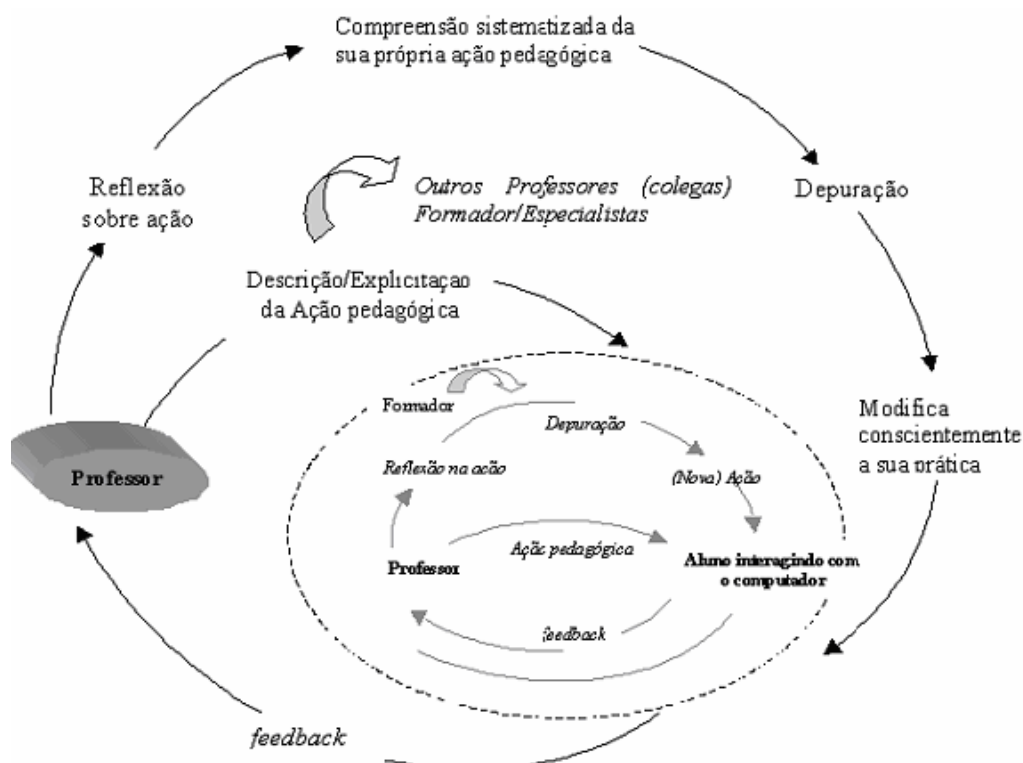 Compreensão sistematizada da
sua própria ação pedagógica
Reflexão
sobre ação
Outros Professores (colegas)
Formador/Especialistas
Depuração
Descrição/Explicitaçao
da Ação pedagógica
Formador
Depuração
Modifica
conscientemente
a sua prática
Professor
Reflexão na ação
(Nova) Ação
Professor
Ação pedagógica
Aluno interagindo com
o computador
feedback
feedback